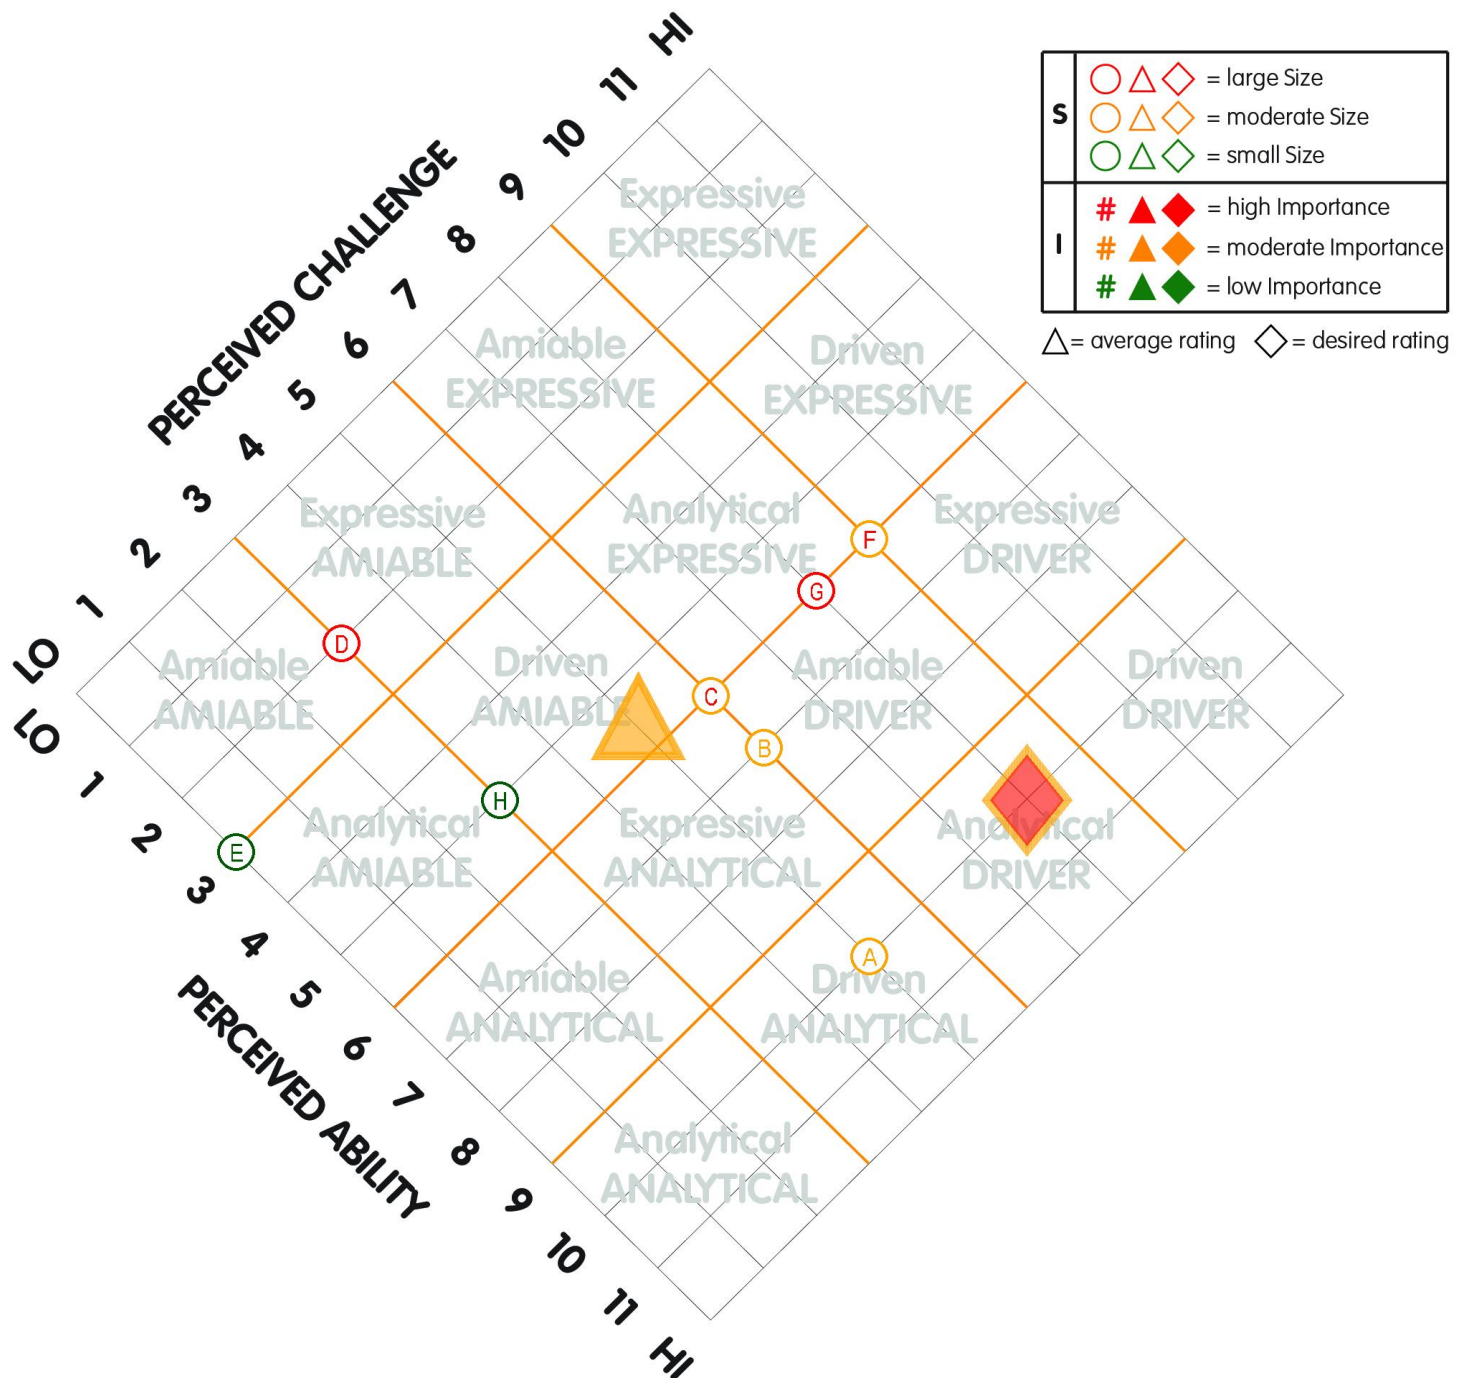 HI
11
10
9
8
7
6
5
4
3
2
1
LO
PERCEIVED CHALLENGE
LO
1
2
3
4
5
6
7
8
9
10
11
HI
PERCEIVED ABILITY
S
= large Size
= moderate Size
= small Size
I
# = high Importance
# = moderate Importance
# = low Importance
= average rating = desired rating
Expressive
EXPRESSIVE
Amiable
EXPRESSIVE
Driven
EXPRESSIVE
Expressive
AMIABLE
Analytical
EXPRESSIVE
Expressive
DRIVER
F
G
D
Amiable
AMIABLE
Driven
AMIABLE
Amiable
DRIVER
Driven
DRIVER
C
B
H
E
Analytical
AMIABLE
Expressive
ANALYTICAL
Analytical
DRIVER
A
Amiable
ANALYTICAL
Driven
ANALYTICAL
Analytical
ANALYTICAL